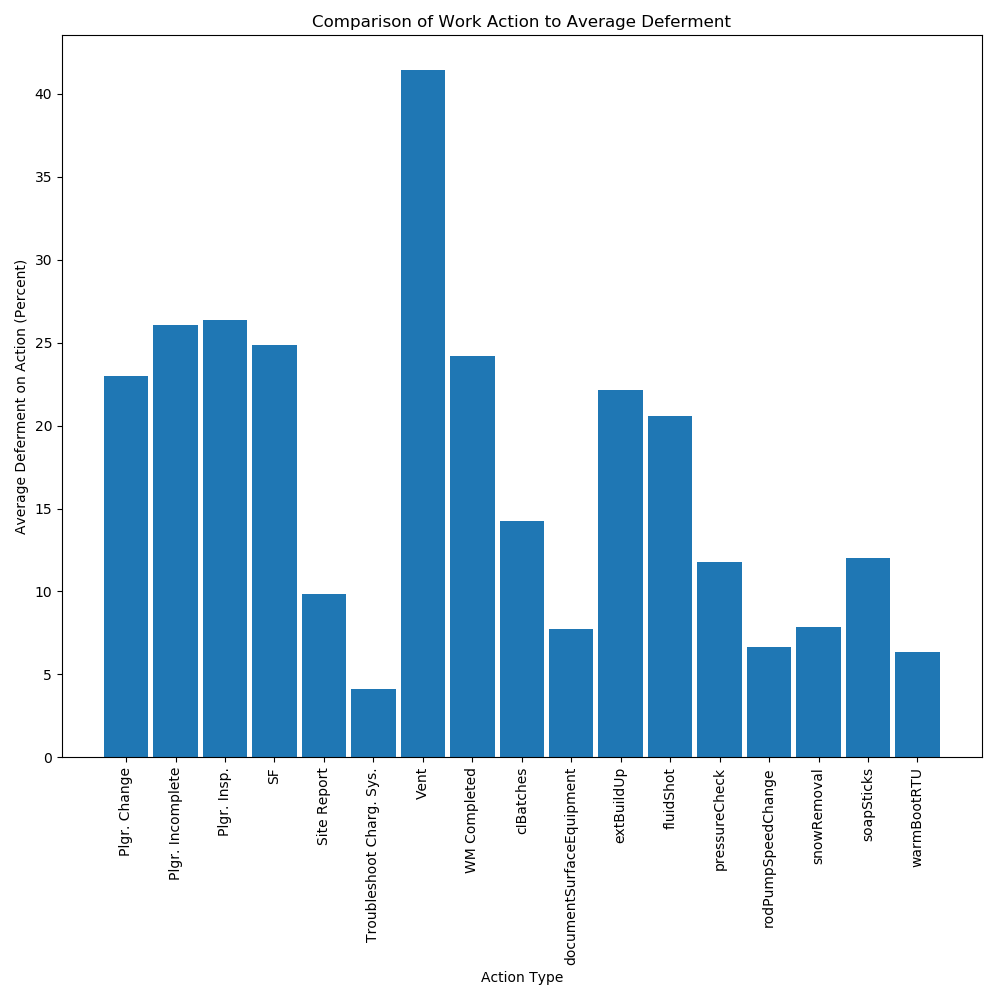 Comparison of Work Action to Average Deferment
Average Deferment on Action (Percent)
40
35
30
25
20
15
10
5
0
Plgr. Change
Plgr. Incomplete
Plgr. Insp.
SF
Site Report
Troubleshoot Charg. Sys.
Vent
WM Completed
clBatches
documentSurfaceEquipment
extBuildUp
fluidShot
pressureCheck
rodPumpSpeedChange
snowRemoval
soapSticks
warmBootRTU
Action Type